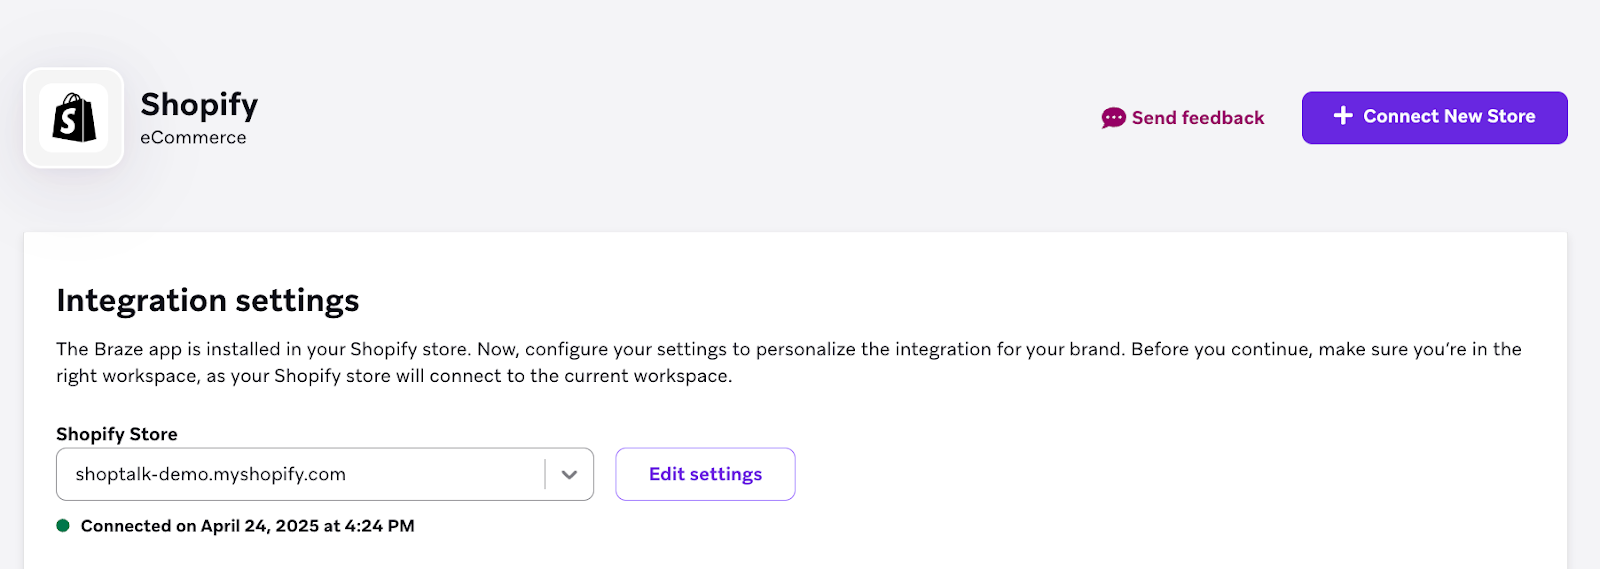 Shopify
eCommerce
Send feedback
+ Connect New Store
Integration settings
The Braze app is installed in your Shopify store. Now, configure your settings to personalize the integration for your brand. Before you continue, make sure you’re in the
right workspace, as your Shopify store will connect to the current workspace.
Shopify Store
shoptalk-demo.myshopify.com
Edit settings
Connected on April 24, 2025 at 4:24 PM